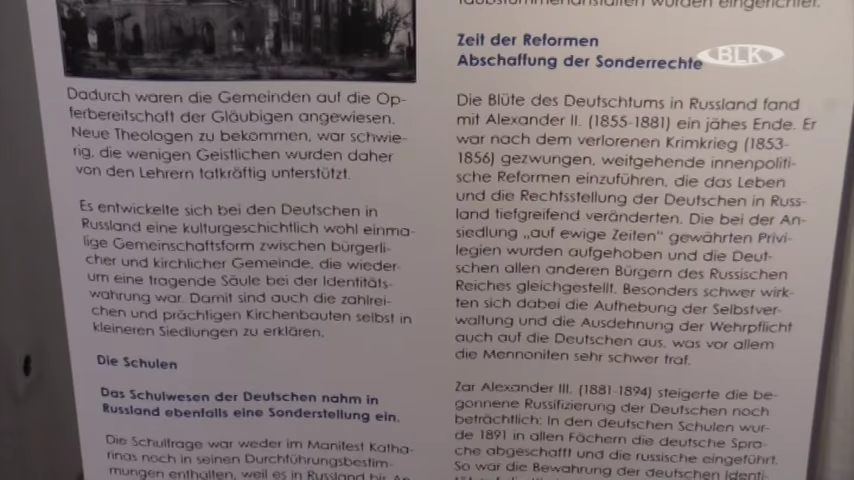 Dadurch waren die Gemeinden auf die Op-
ferbereitschaft der Gläubigen angewiesen.
Neue Theologen zu bekommen, war schwie-
rig, die wenigen Geistlichen wurden daher
von den Lehrern tatkräftig unterstützt.
Es entwickelte sich bei den Deutschen in
Russland eine kulturgeschichtlich wohl einma-
lige Gemeinschaftsform zwischen bürgerli-
cher und kirchlicher Gemeinde, die wieder-
um eine tragende Säule bei der Identitäts-
wahrung war. Damit sind auch die zahlrei-
chen und prächtigen Kirchenbauten selbst in
kleineren Siedlungen zu erklären.
Die Schulen
Das Schulwesen der Deutschen nahm in
Russland ebenfalls eine Sonderstellung ein.
Die Schulfrage war weder im Manifest Katha-
rinas noch in seinen Durchführungsbestim-
mungen enthalten, weil es in Russland bis
Taubstummenanstalten wurden eingerichtet.
Zeit der Reformen
Abschaffung der Sonderrechte
BLK
Die Blüte des Deutschtums in Russland fand
mit Alexander II. (1855-1881) ein jähes Ende. Er
war nach dem verlorenen Krimkrieg (1853-
1856) gezwungen, weitgehende innenpoliti-
sche Reformen einzuführen, die das Leben
und die Rechtsstellung der Deutschen in Russ-
land tiefgreifend veränderten. Die bei der An-
siedlung „auf ewige Zeiten" gewährten Privi-
legien wurden aufgehoben und die Deut-
schen allen anderen Bürgern des Russischen
Reiches gleichgestellt. Besonders schwer wirk-
ten sich dabei die Aufhebung der Selbstver-
waltung und die Ausdehnung der Wehrpflicht
auch auf die Deutschen aus, was vor allem
die Mennoniten sehr schwer traf.
Zar Alexander III. (1881-1894) steigerte die be-
gonnene Russifizierung der Deutschen noch
beträchtlich: In den deutschen Schulen wur-
de 1891 in allen Fächern die deutsche Spra-
che abgeschafft und die russische eingeführt.
So war die Bewahrung der deutschen Identi-